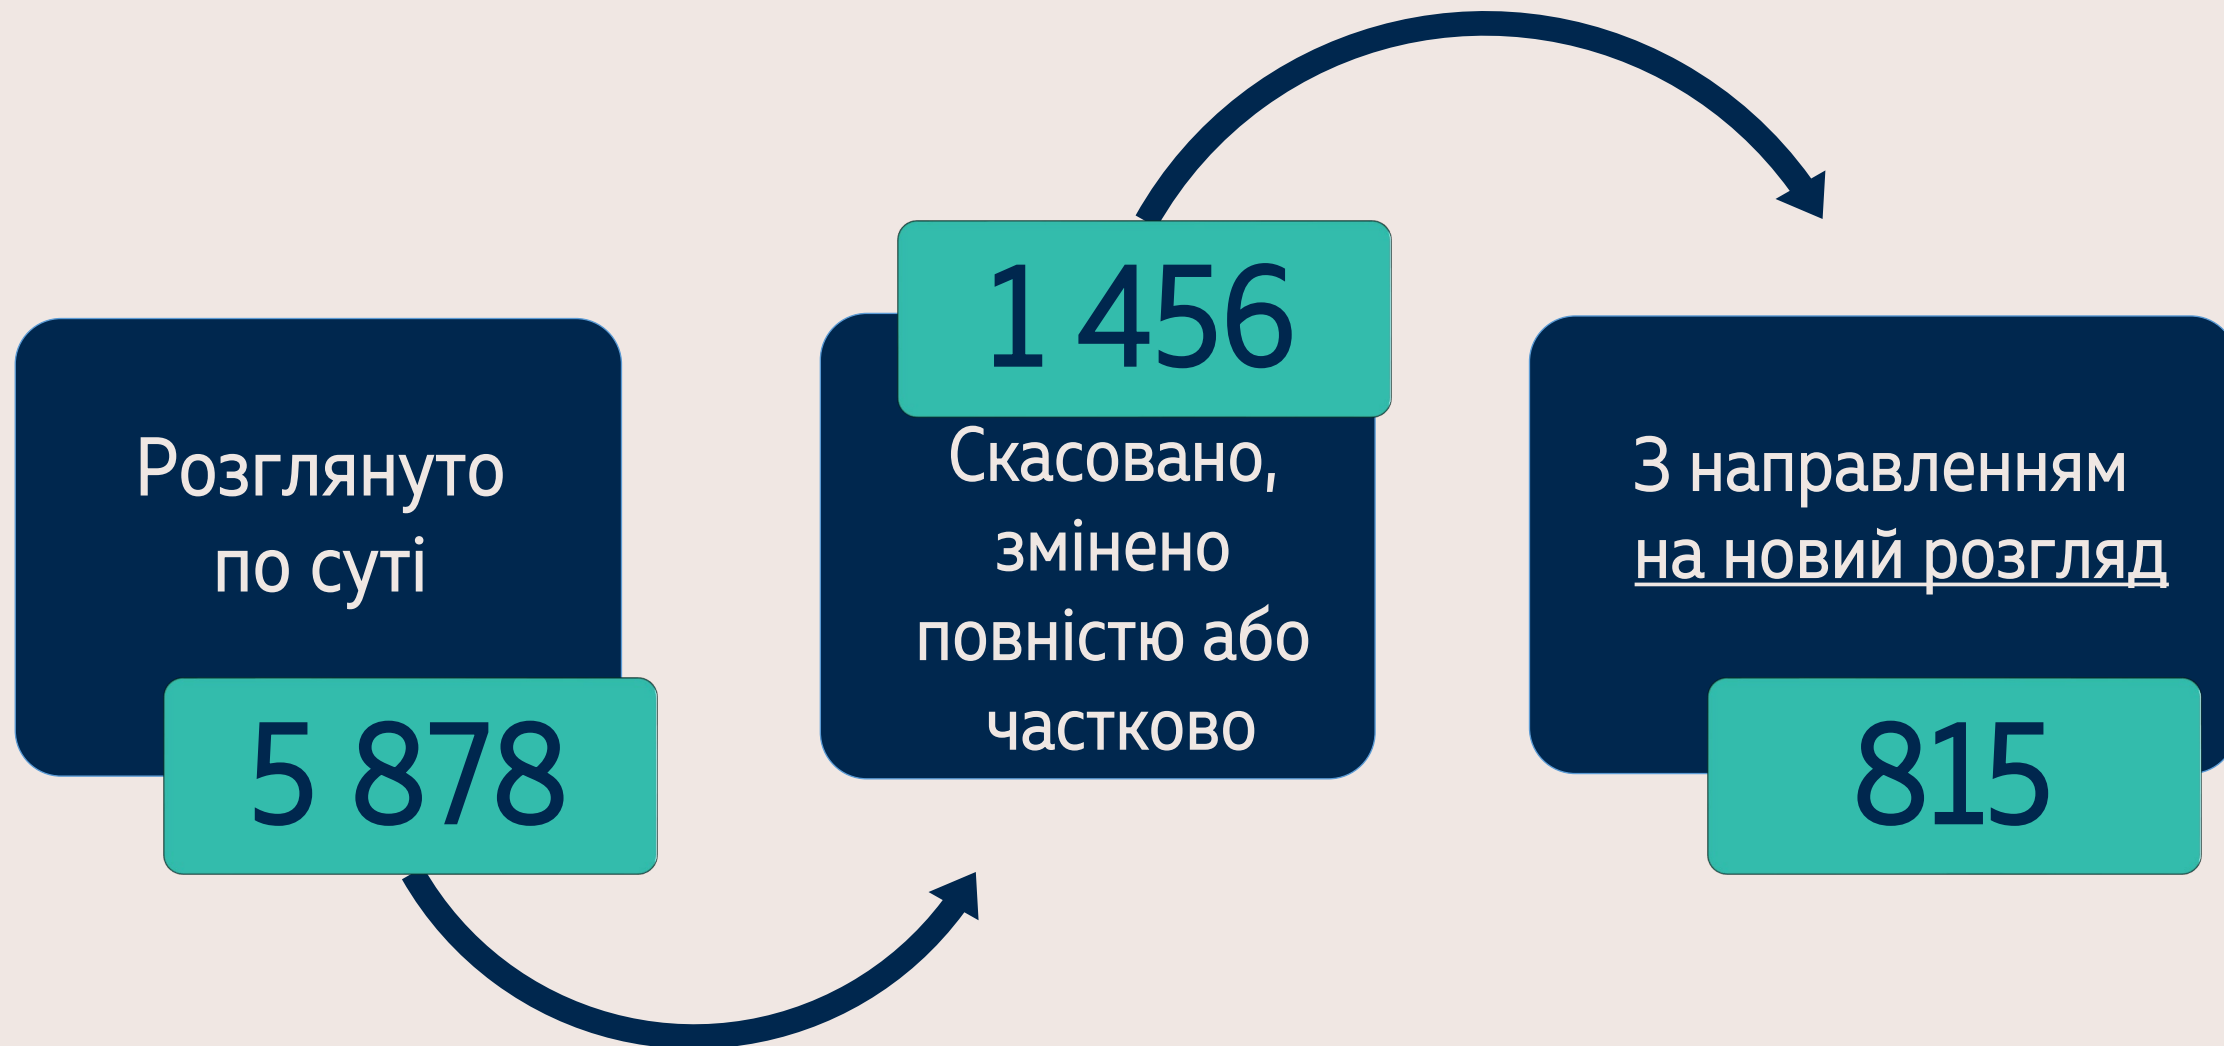 Розглянуто
по суті
5 878
1 456
Скасовано,
змінено
повністю або
частково
З направленням
на новий розгляд
815